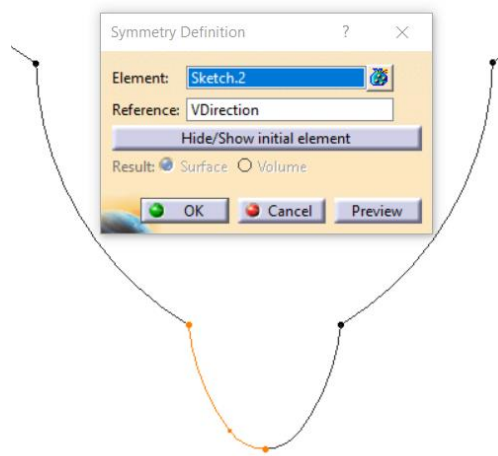 Symmetry Definition ? ×
Element: Sketch.2
Reference: VDirection
Hide/Show initial element
Result: Surface Volume
OK Cancel Preview